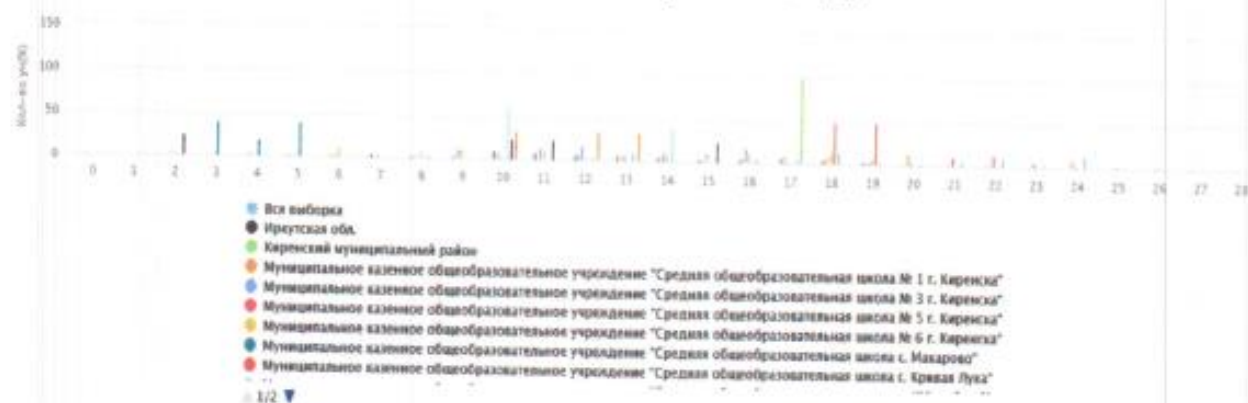 150
100
50
0
Кол-во уч(%)
0 1 2 3 4 5 6 7 8 9 10 11 12 13 14 15 16 17 18 19 20 21 22 23 24 25 26 27 28
Вся выборка
Иркутская обл.
Киренский муниципальный район
Муниципальное казенное общеобразовательное учреждение "Средняя общеобразовательная школа № 1 г. Киренска"
Муниципальное казенное общеобразовательное учреждение "Средняя общеобразовательная школа № 3 г. Киренска"
Муниципальное казенное общеобразовательное учреждение "Средняя общеобразовательная школа № 5 г. Киренска"
Муниципальное казенное общеобразовательное учреждение "Средняя общеобразовательная школа № 6 г. Киренска"
Муниципальное казенное общеобразовательное учреждение "Средняя общеобразовательная школа с. Макарово"
Муниципальное казенное общеобразовательное учреждение "Средняя общеобразовательная школа с. Кривая Лука"
1/2